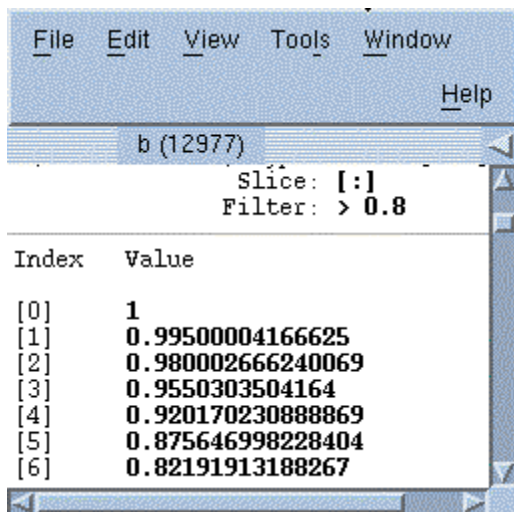 File Edit View Tools Window
Help
b (12977)
Slice: [:]
Filter: > 0.8
Index Value
[0] 1
[1] 0.99500004166625
[2] 0.980002666240069
[3] 0.9550303504164
[4] 0.920170230888869
[5] 0.875646998228404
[6] 0.82191913188267